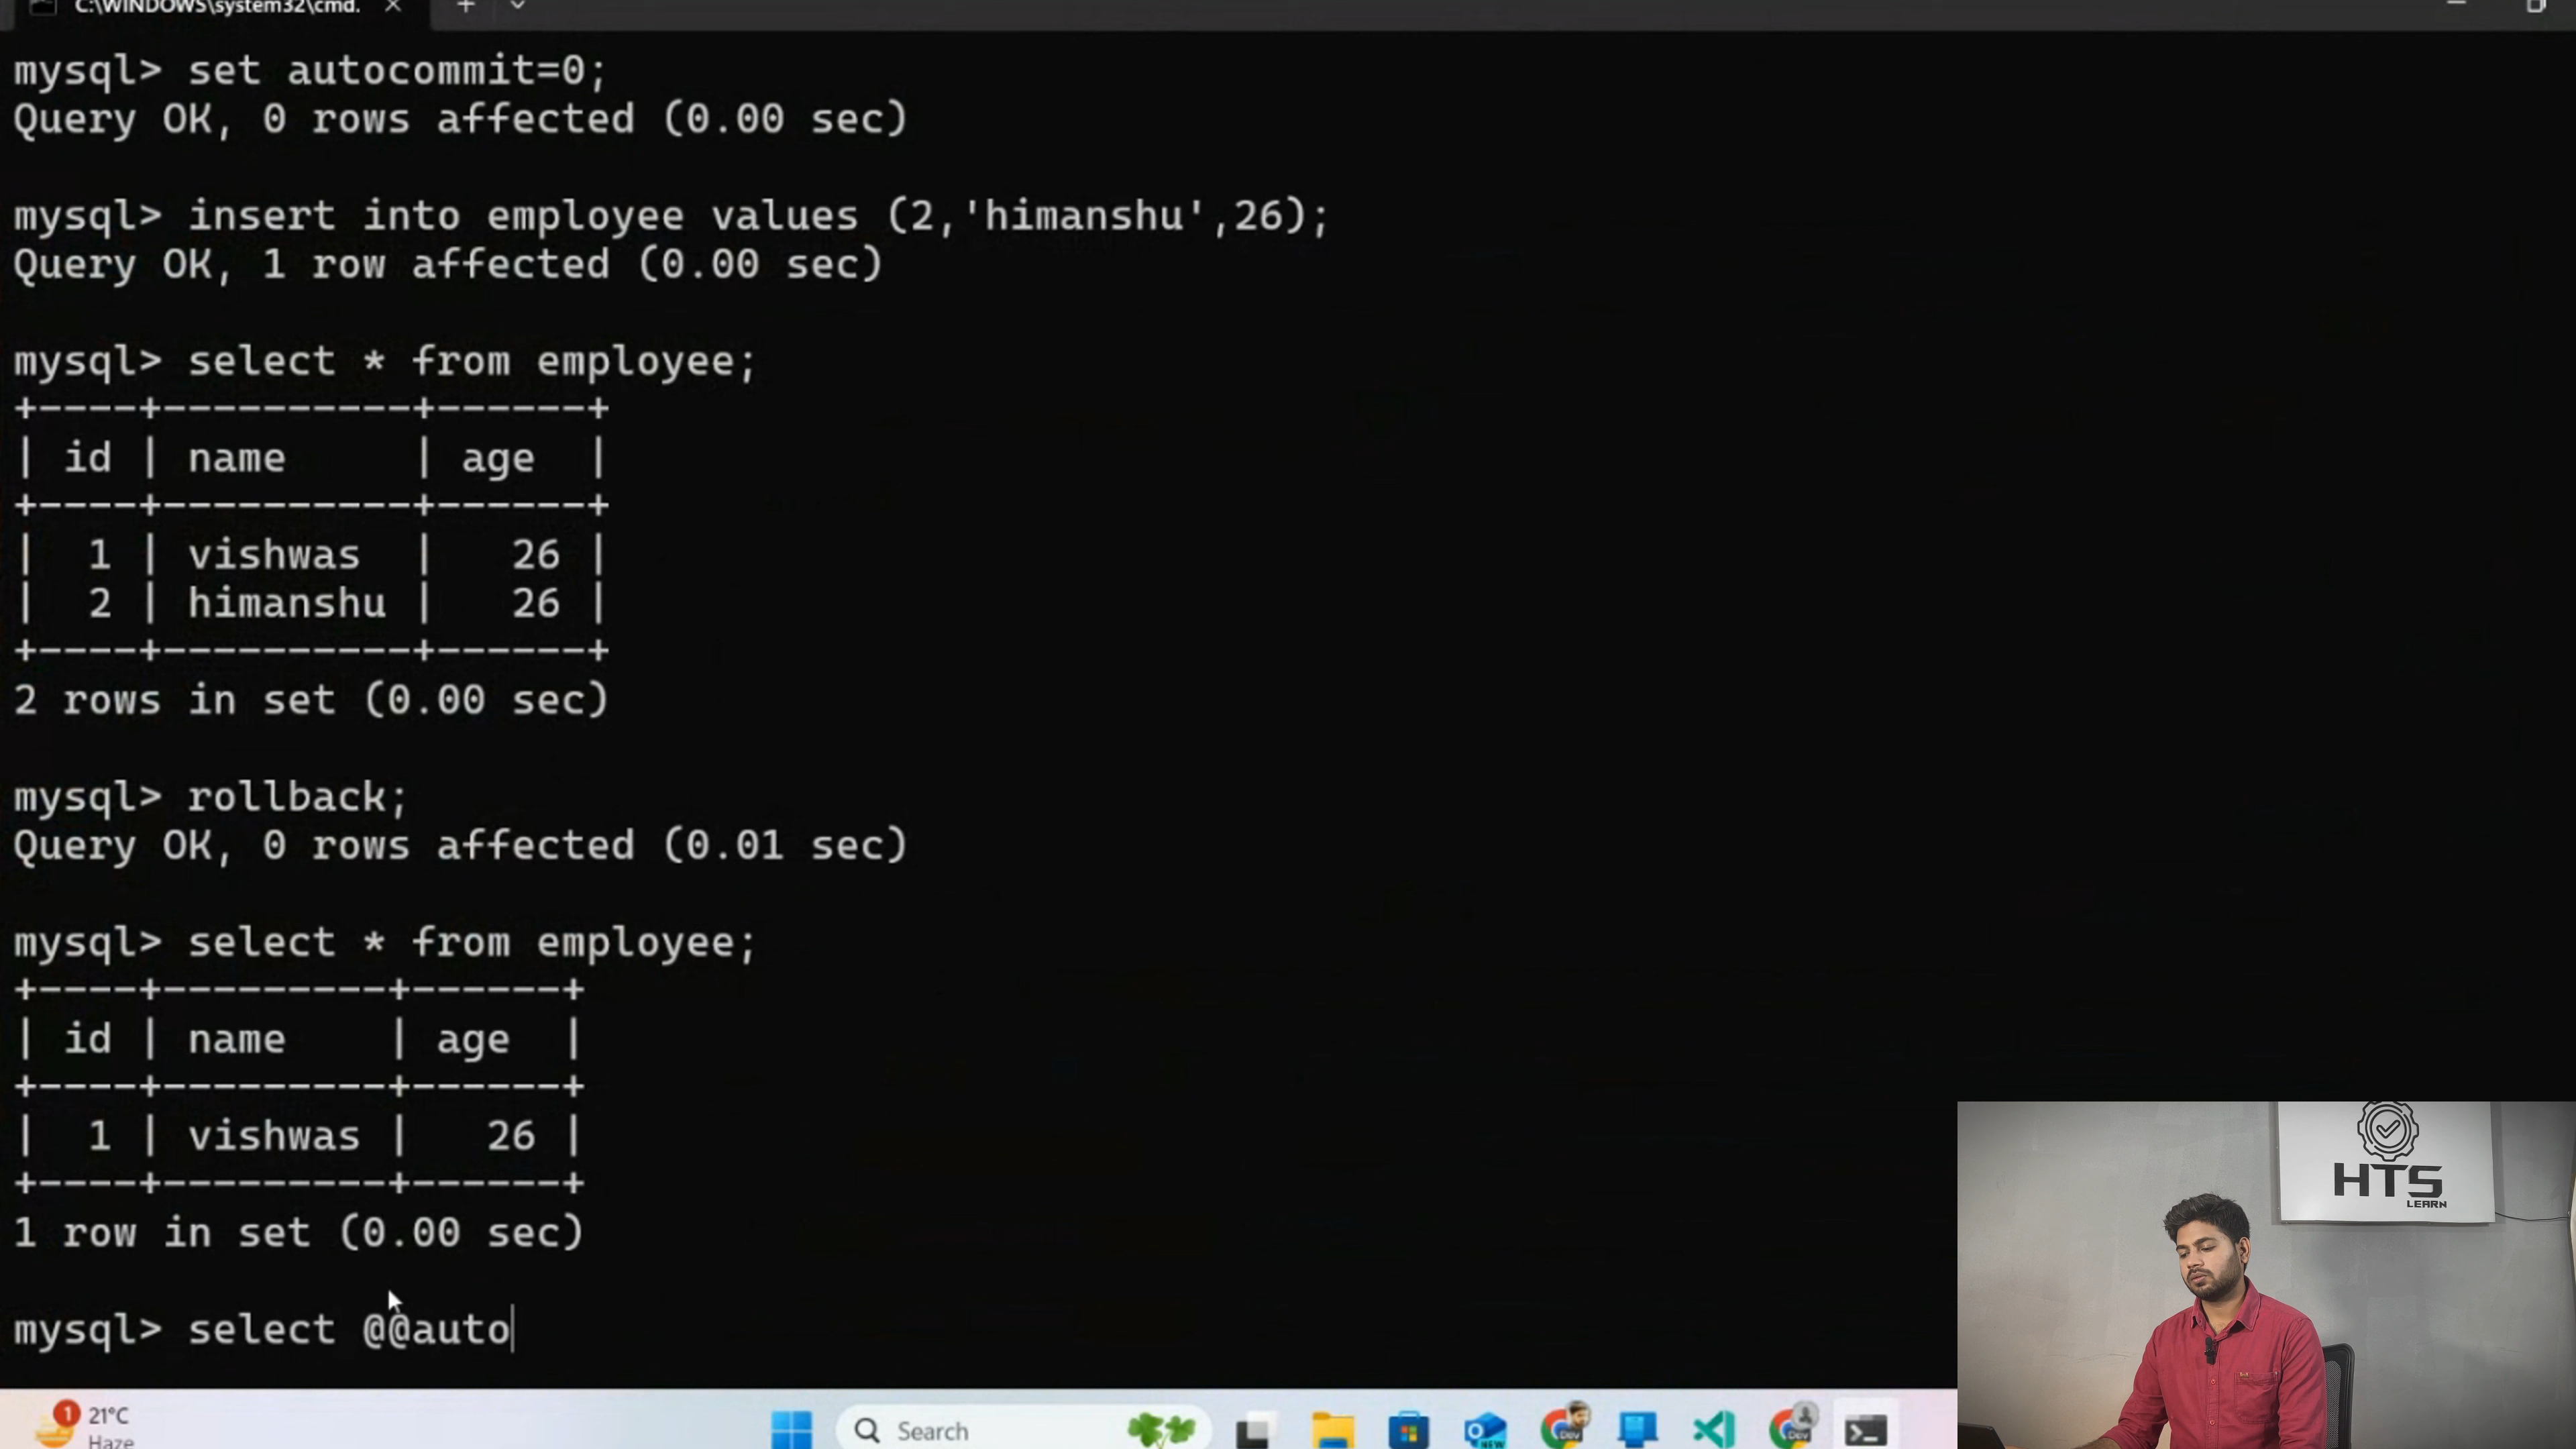 C:\WINDOWS\system32\cmd.
mysql> set autocommit=0;
Query OK, 0 rows affected (0.00 sec)
mysql> insert into employee values (2,'himanshu',26);
Query OK, 1 row affected (0.00 sec)
mysql> select * from employee;
+----+----------+------+
| id | name     | age  |
+----+----------+------+
|  1 | vishwas  |   26 |
|  2 | himanshu |   26 |
+----+----------+------+
2 rows in set (0.00 sec)
mysql> rollback;
Query OK, 0 rows affected (0.01 sec)
mysql> select * from employee;
+----+---------+------+
| id | name    | age  |
+----+---------+------+
|  1 | vishwas |   26 |
+----+---------+------+
1 row in set (0.00 sec)
mysql> select @@auto
HTS
LEARN
1
21°C
Haze
Search
NEW
Dev
Dev